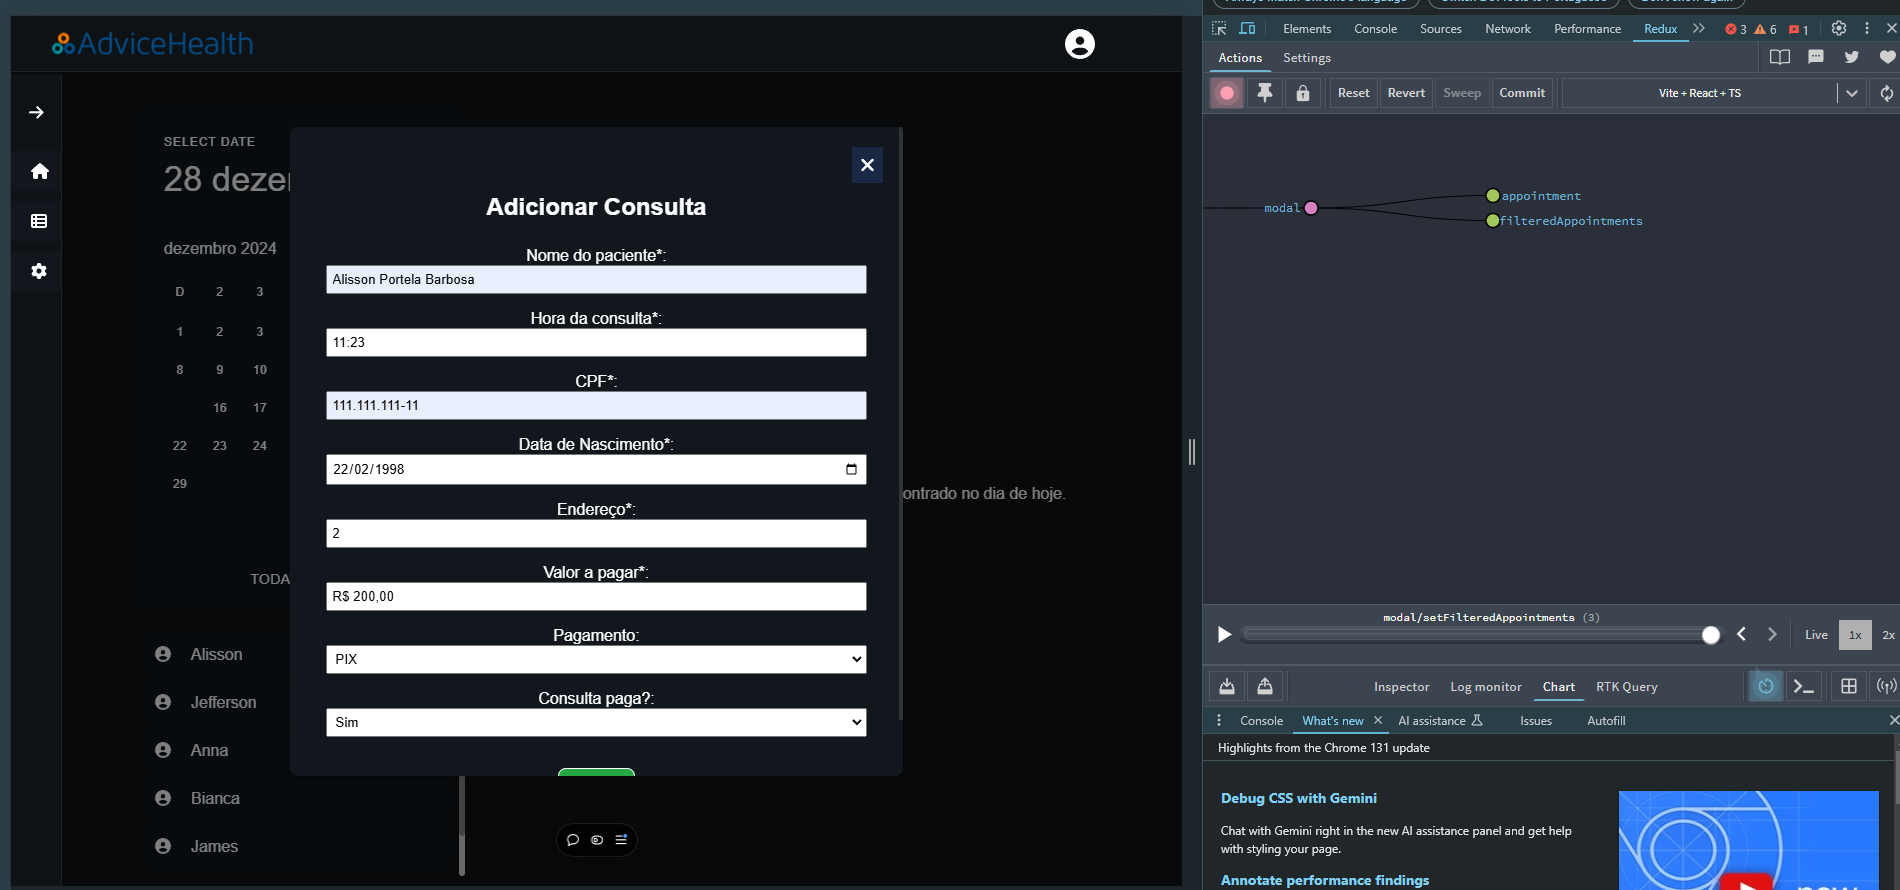 AdviceHealth
SELECT DATE
28 dezer
dezembro 2024
D 2 3
1 2 3
8 9 10
16 17
22 23 24
29
TODA
Alisson
Jefferson
Anna
Bianca
James
Adicionar Consulta
Nome do paciente*:
Alisson Portela Barbosa
Hora da consulta*:
11:23
CPF*:
111.111.111-11
Data de Nascimento*:
22/02/1998
Endereço*:
2
Valor a pagar*:
R$ 200,00
Pagamento:
PIX
Consulta paga?:
Sim
ontrado no dia de hoje.
Elements Console Sources Network Performance Redux 3 6 1
Actions Settings
Reset Revert Sweep Commit Vite + React + TS
modal
appointment
filteredAppointments
modal/setFilteredAppointments (3)
Live 1x 2x
Inspector Log monitor Chart RTK Query
Console What's new AI assistance Issues Autofill
Highlights from the Chrome 131 update
Debug CSS with Gemini
Chat with Gemini right in the new AI assistance panel and get help
with styling your page.
Annotate performance findings
new